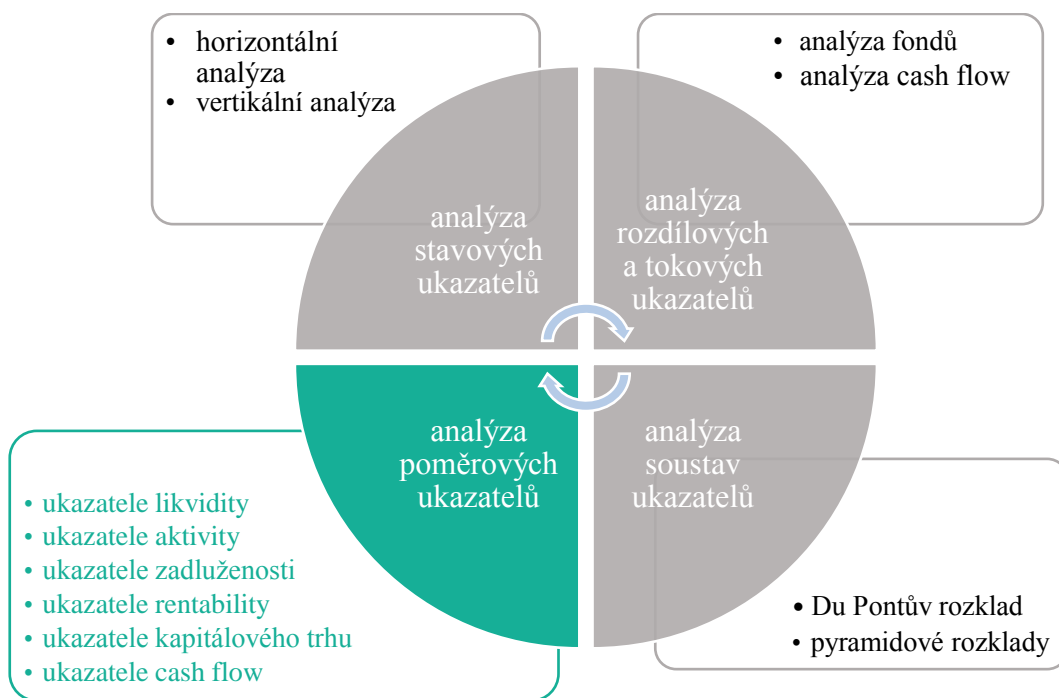 • horizontální
analýza
• vertikální analýza
• analýza fondů
• analýza cash flow
analýza
stavových
ukazatelů
analýza
rozdílových
a tokových
ukazatelů
analýza
poměrových
ukazatelů
analýza
soustav
ukazatelů
• ukazatele likvidity
• ukazatele aktivity
• ukazatele zadluženosti
• ukazatele rentability
• ukazatele kapitálového trhu
• ukazatele cash flow
• Du Pontův rozklad
• pyramidové rozklady